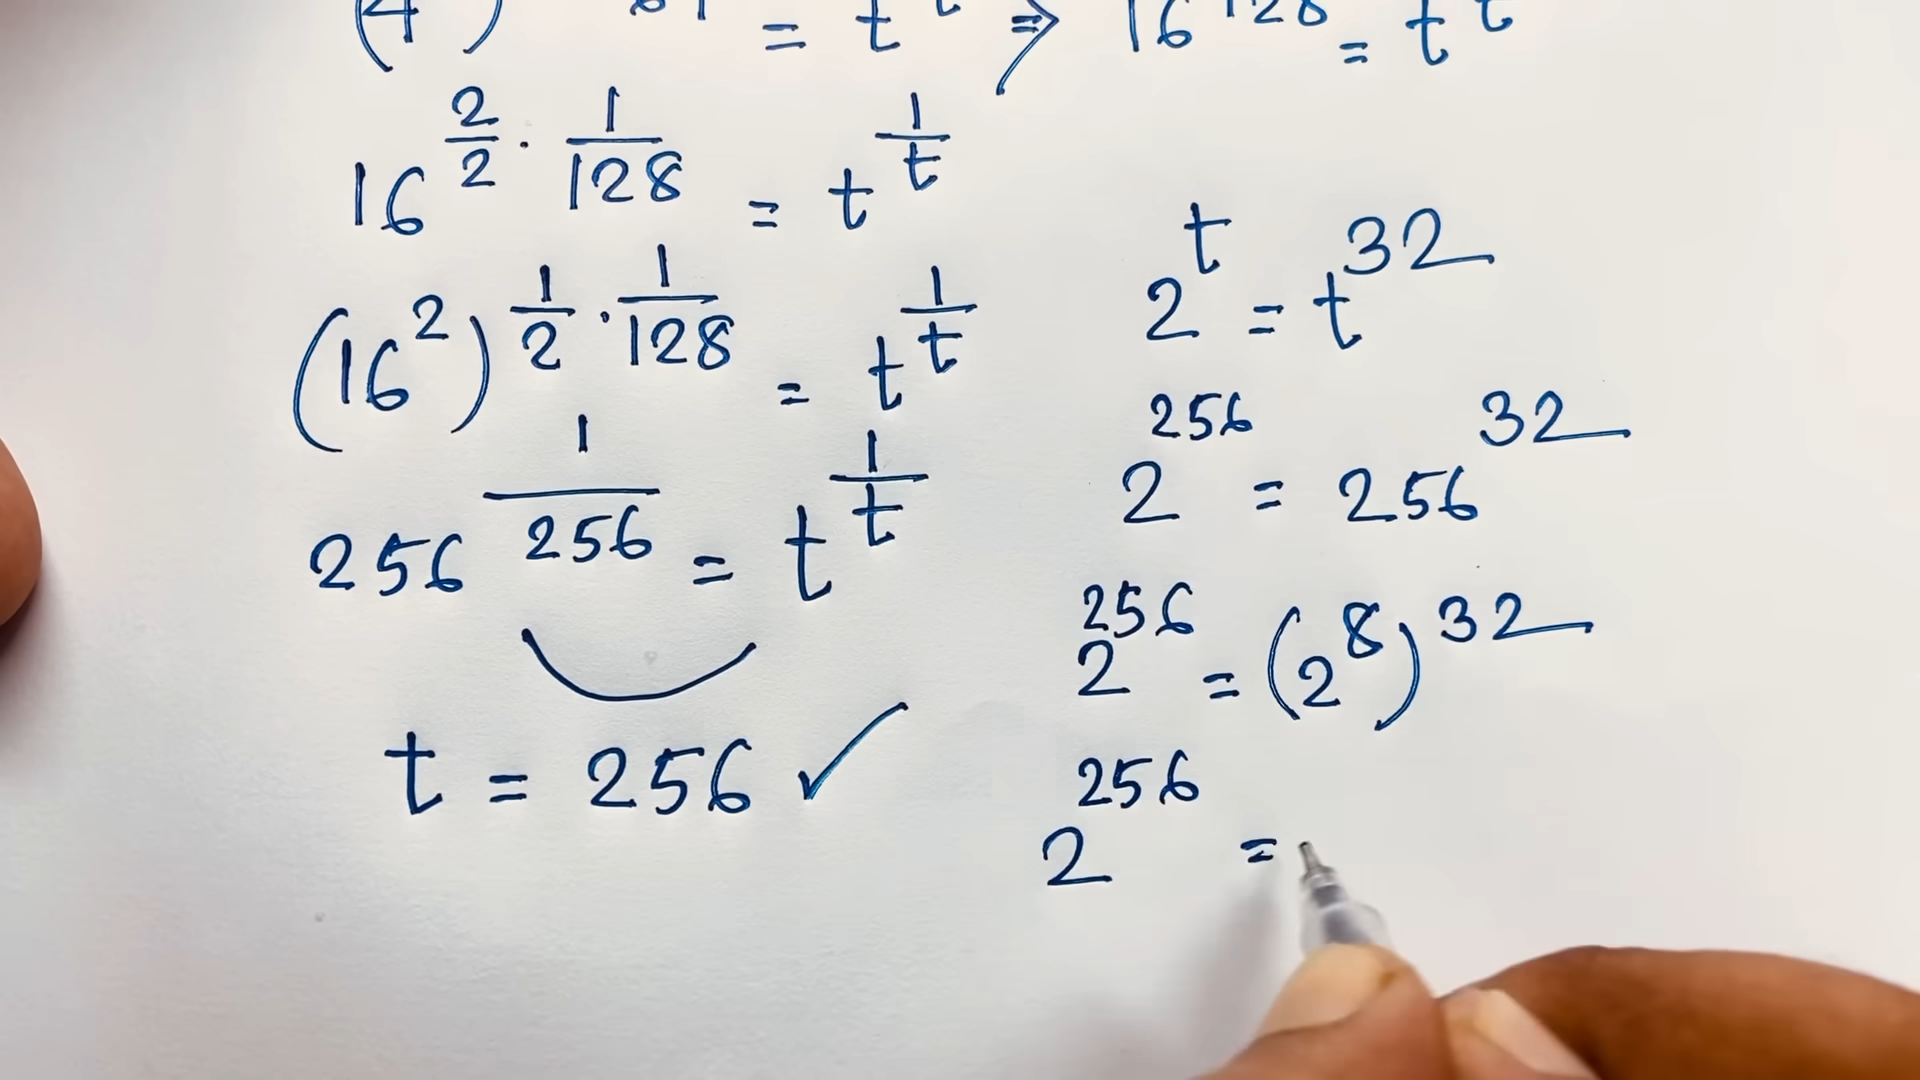 = t ⇒ 16^128 = t^t
16^(2/2 · 1/128) = t^(1/t)
(16^2)^(1/2 · 1/128) = t^(1/t)
256^(1/256) = t^(1/t)
t = 256 ✓
2^t = t^32
2^256 = 256^32
2^256 = (2^8)^32
2^256 =